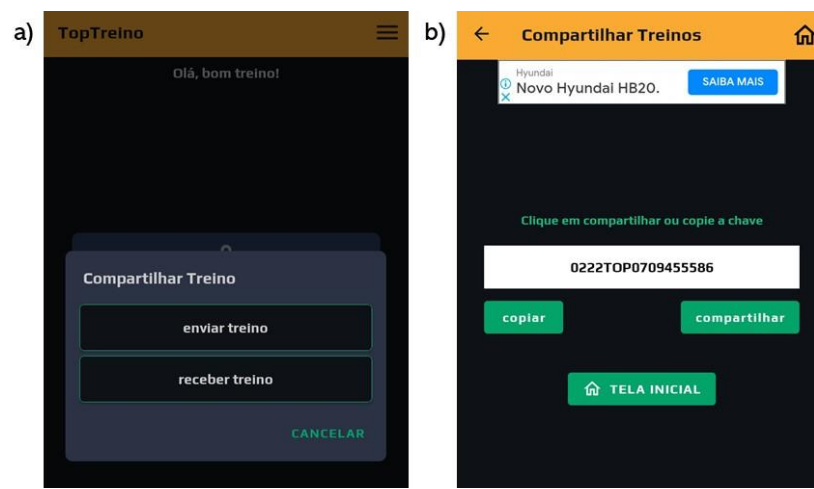 a)
TopTreino
Olá, bom treino!
Compartilhar Treino
enviar treino
receber treino
CANCELAR
b)
Compartilhar Treinos
Hyundai
Novo Hyundai HB20.
SAIBA MAIS
Clique em compartilhar ou copie a chave
0222TOP0709455586
copiar
compartilhar
TELA INICIAL